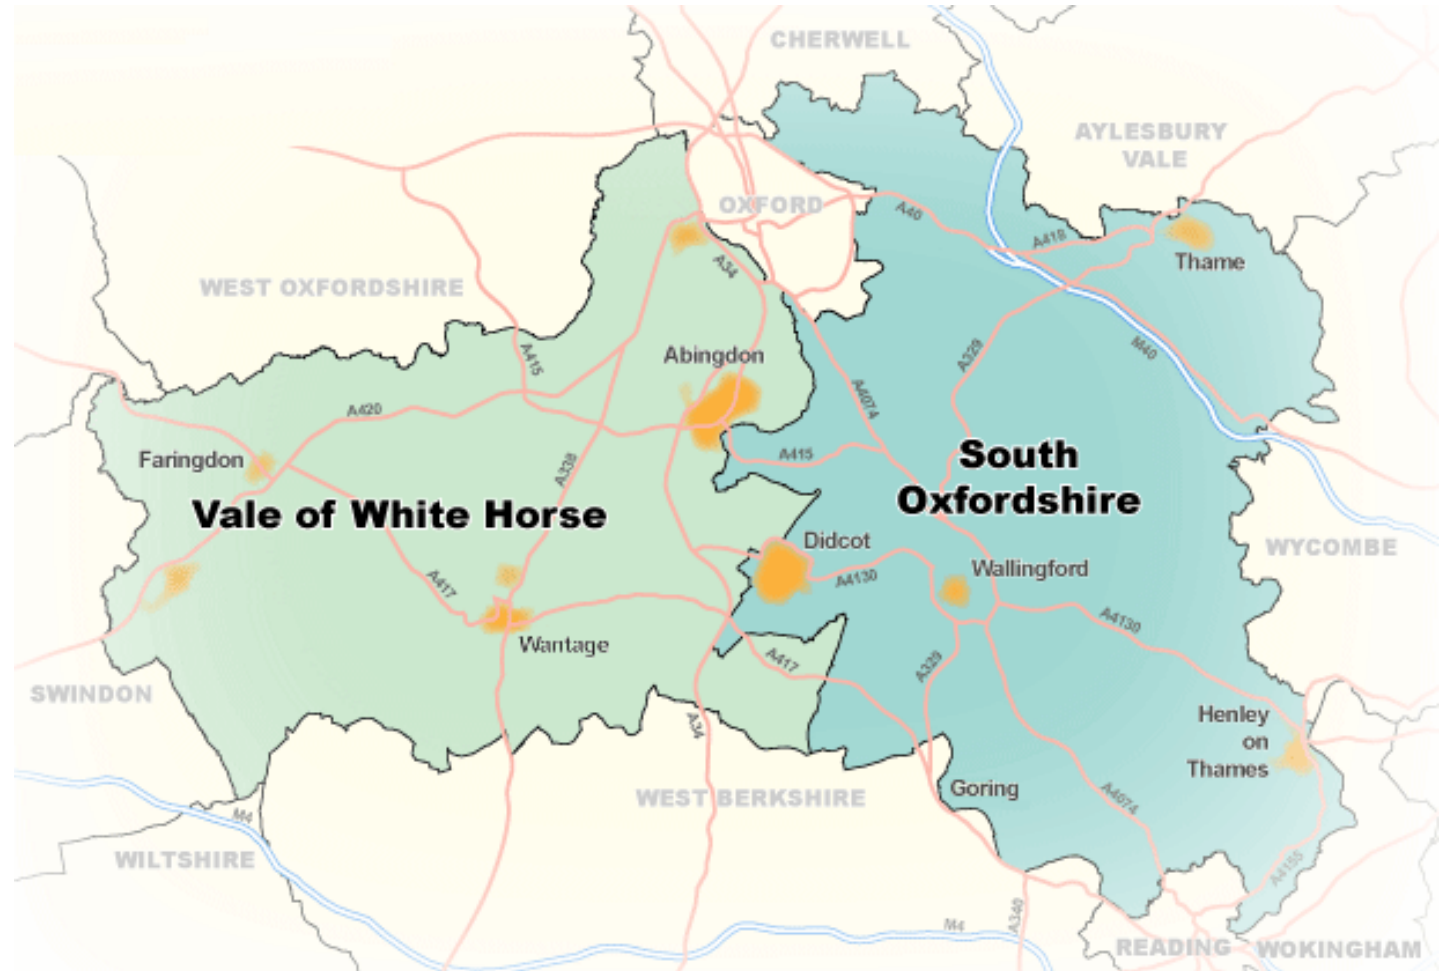 CHERWELL
AYLESBURY
VALE
OXFORD
A40
A418
Thame
A34
WEST OXFORDSHIRE
A415
Abingdon
A329
M40
A4074
A420
Faringdon
A338
A415
South
Oxfordshire
Vale of White Horse
Didcot
WYCOMBE
A417
A4130
Wallingford
A4130
Wantage
A417
A329
SWINDON
A34
Henley
on
Thames
Goring
WEST BERKSHIRE
A4074
M4
WILTSHIRE
A4155
A340
M4
READING
WOKINGHAM